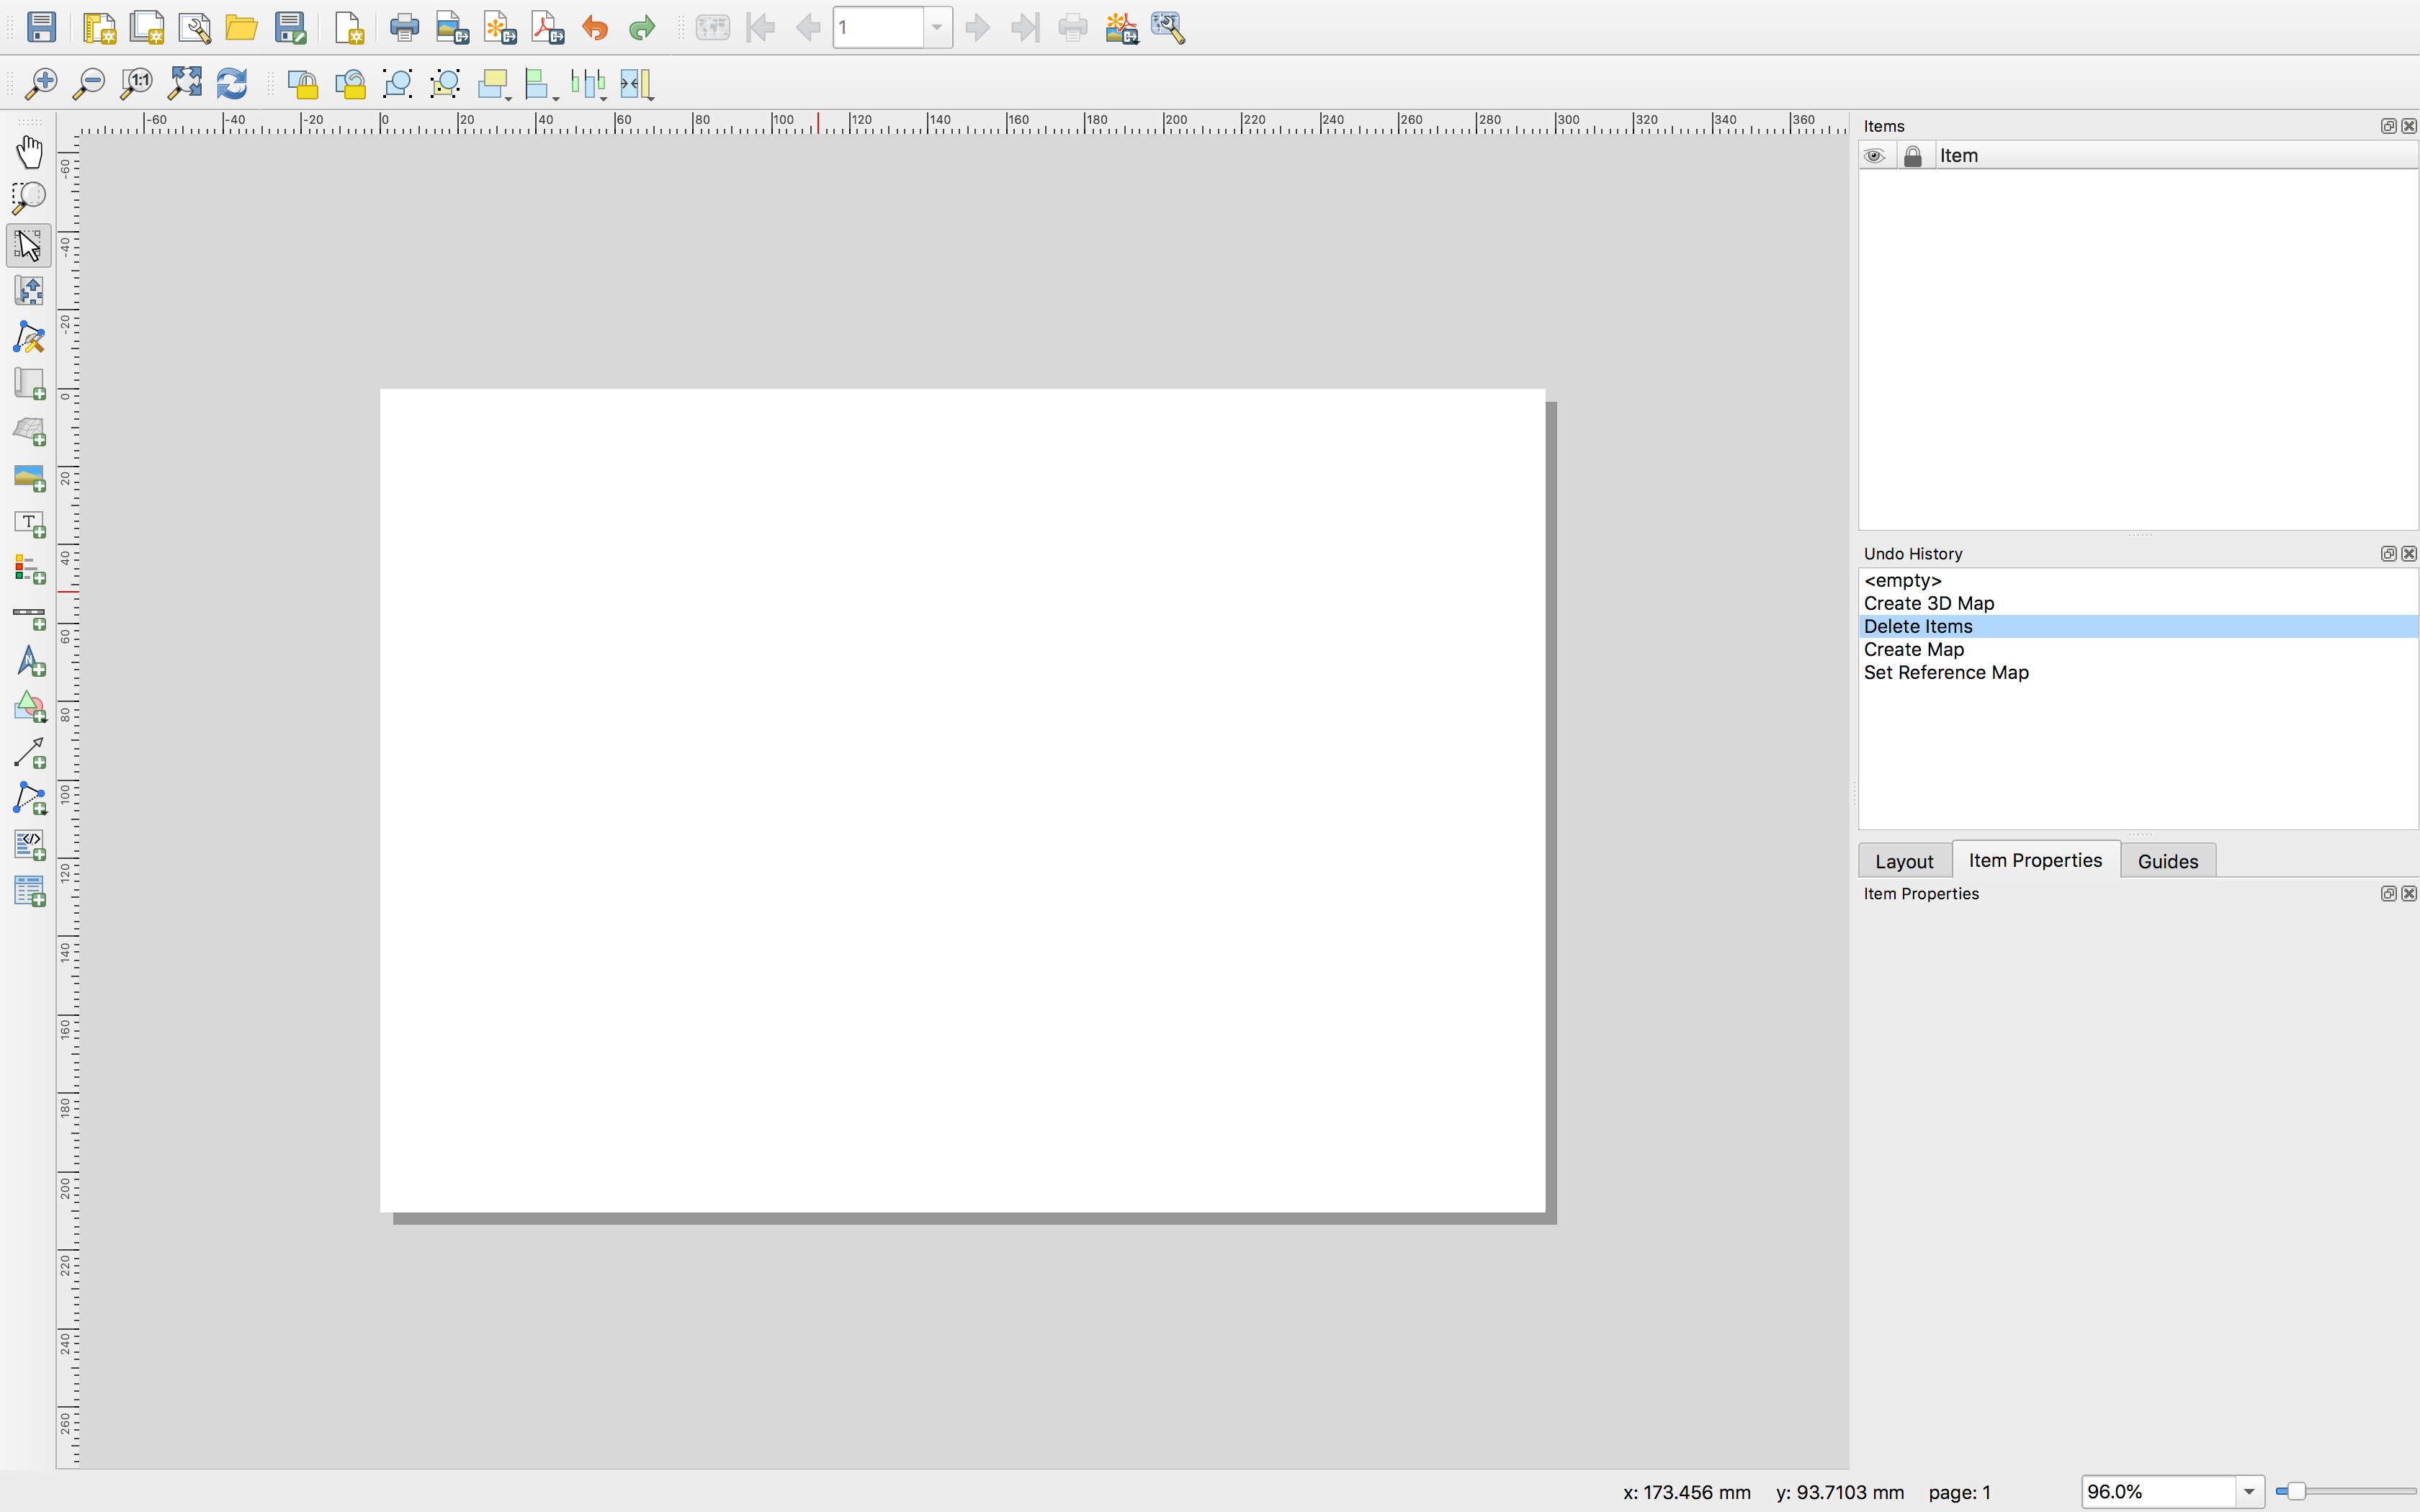 1
1:1
-60 -40 -20 0 20 40 60 80 100 120 140 160 180 200 220 240 260 280 300 320 340 360
-60
-40
-20
0
20
40
60
80
100
120
140
160
180
200
220
240
260
T
N
</>
Items
Item
Undo History
<empty>
Create 3D Map
Delete Items
Create Map
Set Reference Map
Layout Item Properties Guides
Item Properties
x: 173.456 mm y: 93.7103 mm page: 1 96.0%